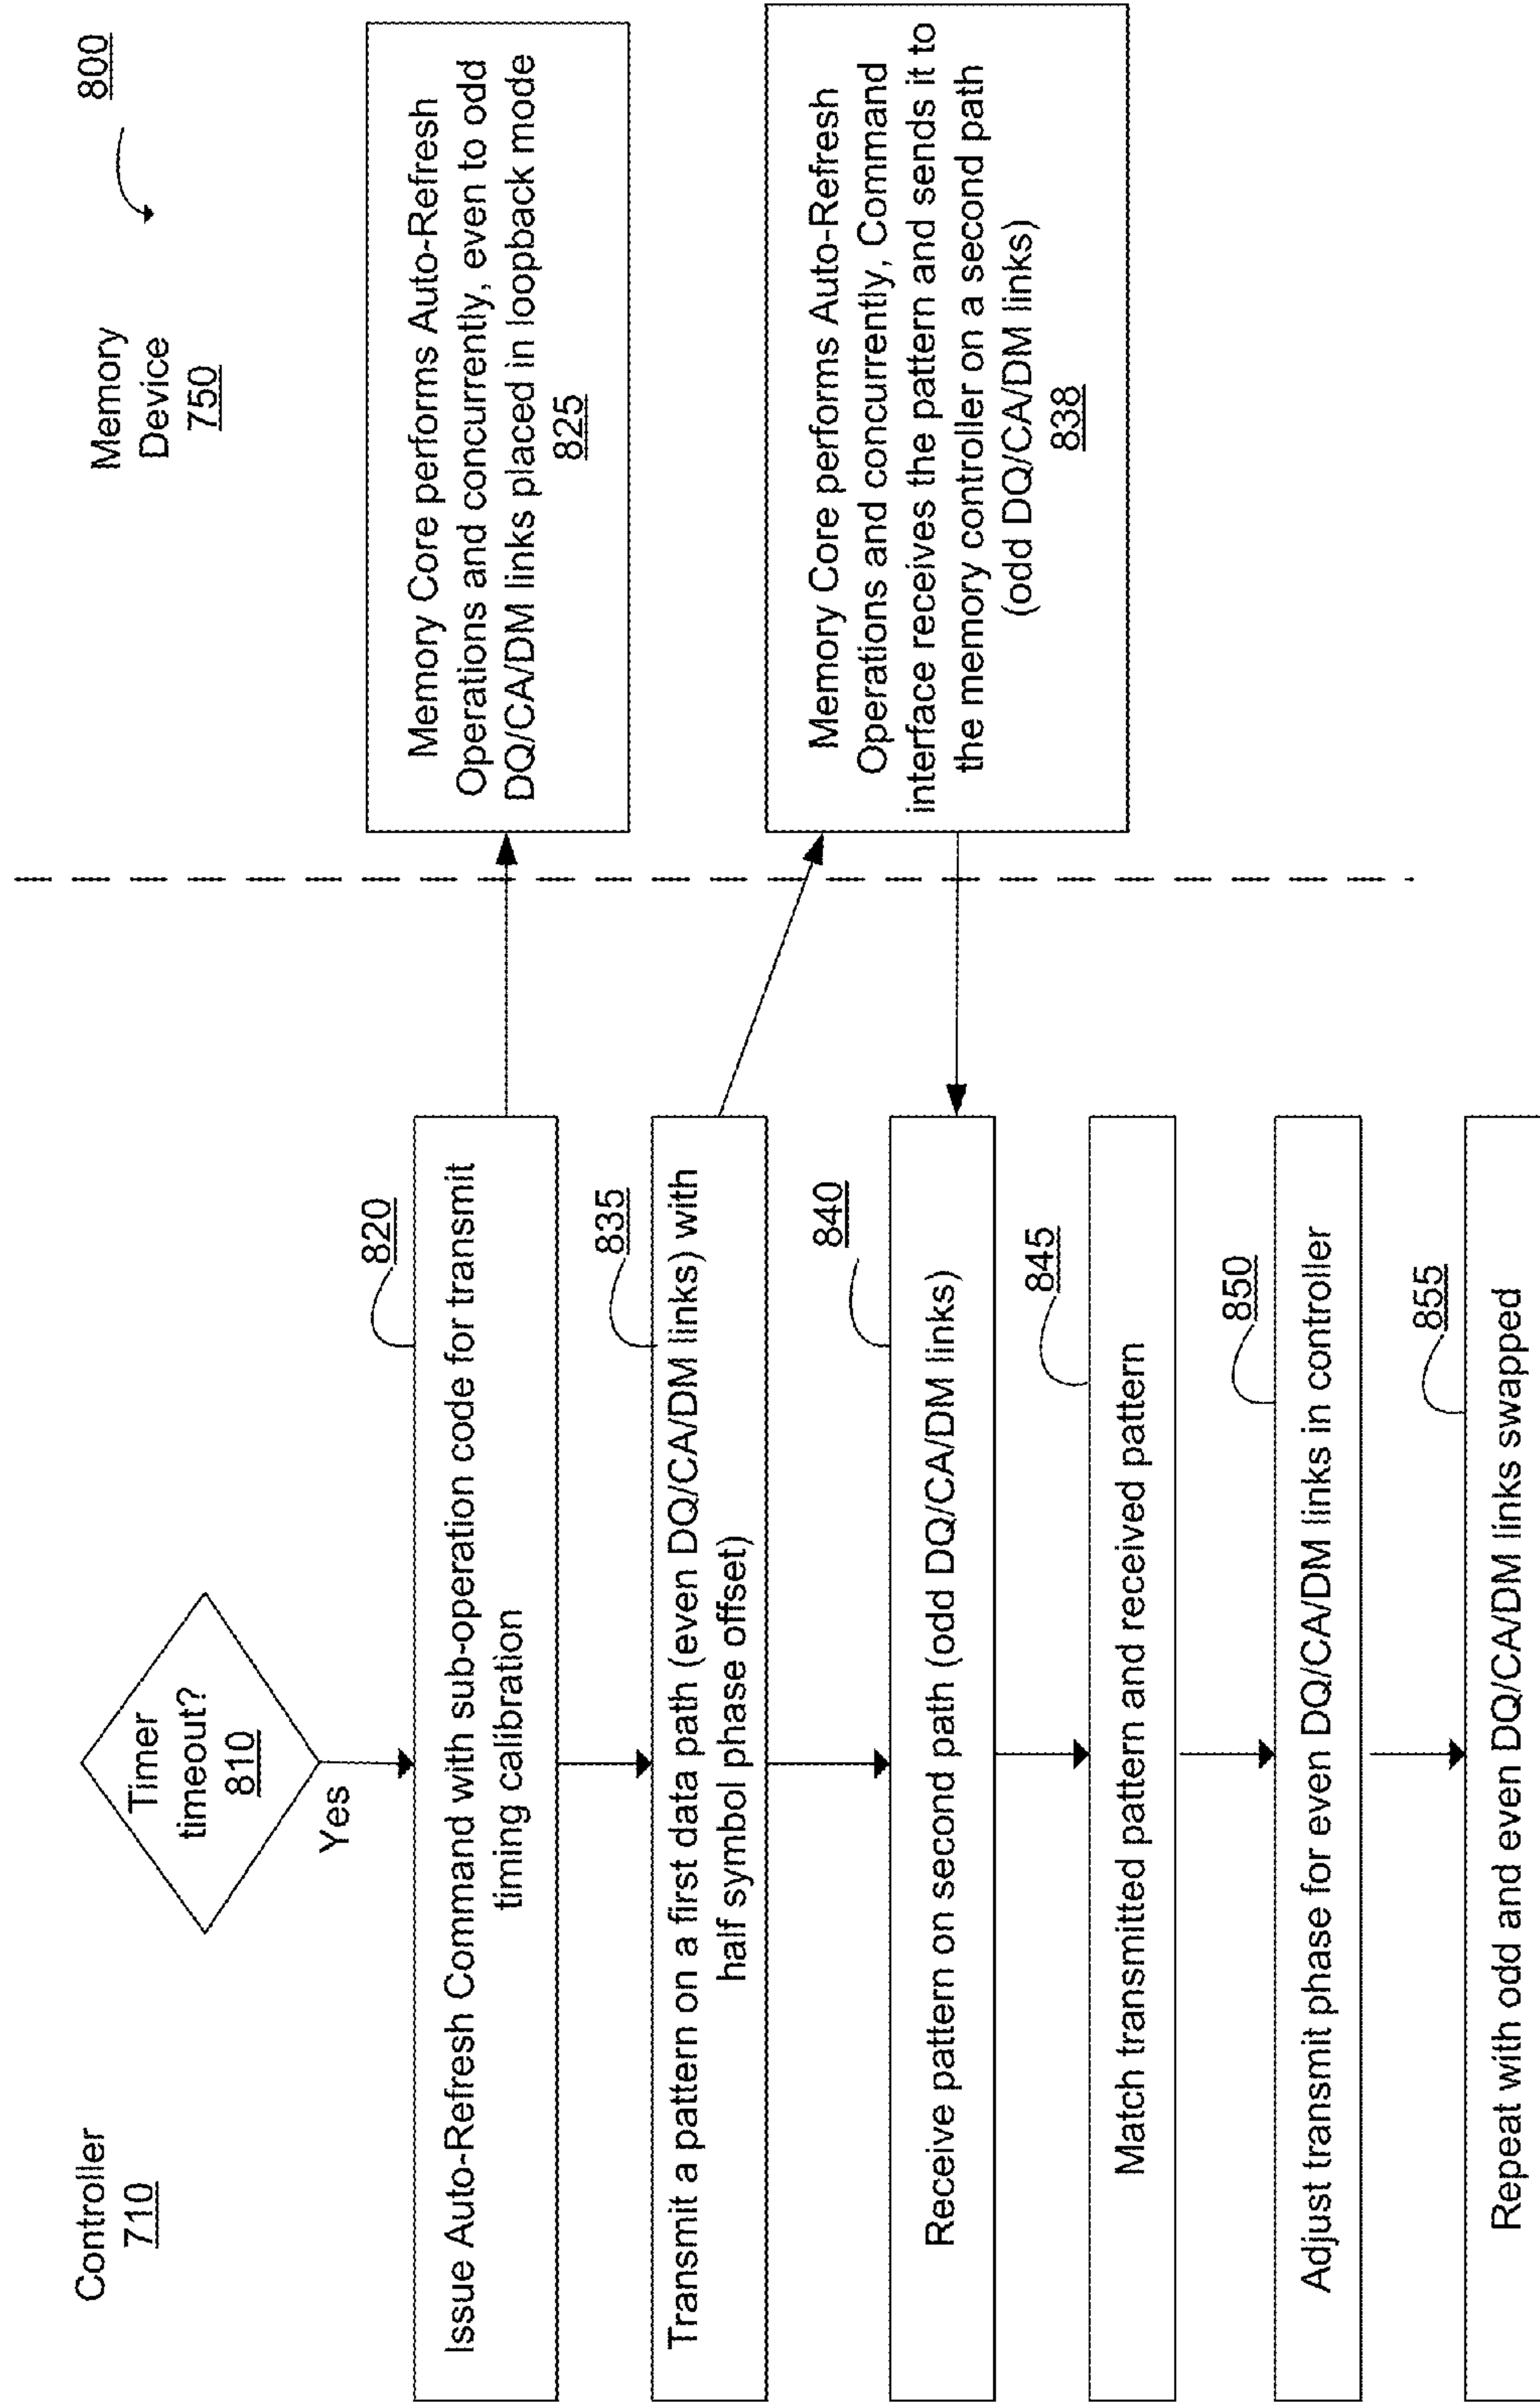 800
Controller
710
Memory
Device
750
Timer
timeout?
810
Yes
820
Issue Auto-Refresh Command with sub-operation code for transmit
timing calibration
Memory Core performs Auto-Refresh
Operations and concurrently, even to odd
DQ/CA/DM links placed in loopback mode
825
835
Transmit a pattern on a first data path (even DQ/CA/DM links) with
half symbol phase offset)
Memory Core performs Auto-Refresh
Operations and concurrently, Command
interface receives the pattern and sends it to
the memory controller on a second path
(odd DQ/CA/DM links)
838
840
Receive pattern on second path (odd DQ/CA/DM links)
845
Match transmitted pattern and received pattern
850
Adjust transmit phase for even DQ/CA/DM links in controller
855
Repeat with odd and even DQ/CA/DM links swapped